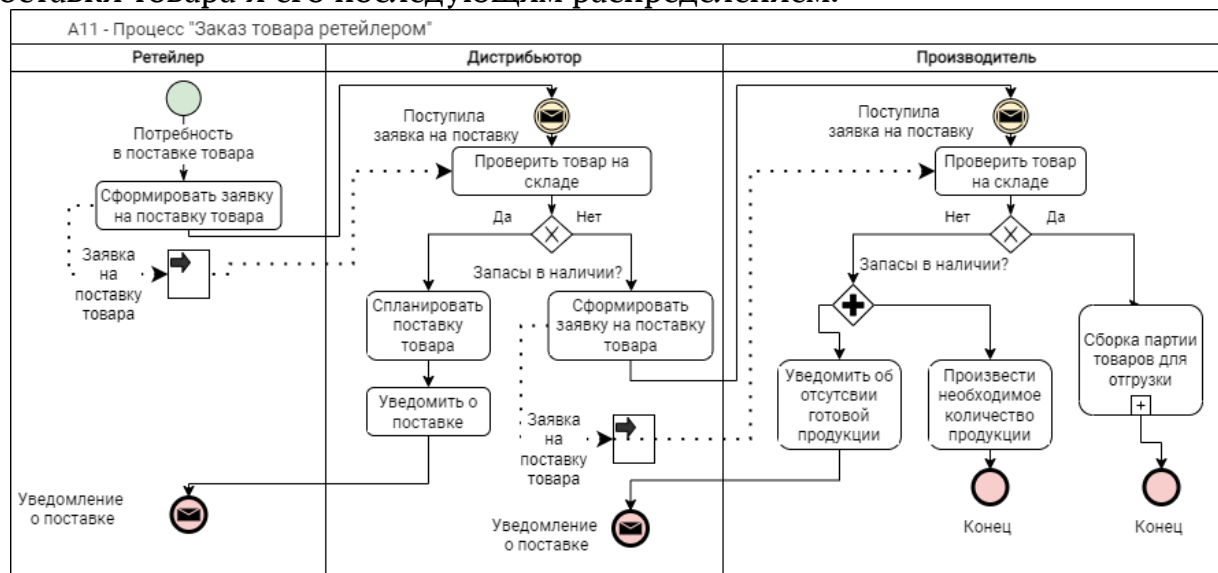 оставки товара я его последующим распределением.
А11 - Процесс "Заказ товара ретейлером"
Ретейлер
Дистрибьютор
Производитель
Потребность
в поставке товара
Сформировать заявку
на поставку товара
Заявка
на
поставку
товара
Уведомление
о поставке
Поступила
заявка на поставку
Проверить товар на
складе
Да
Нет
Запасы в наличии?
Спланировать
поставку
товара
Сформировать
заявку на поставку
товара
Уведомить о
поставке
Заявка
на
поставку
товара
Уведомление
о поставке
Поступила
заявка на поставку
Проверить товар
на складе
Нет
Да
Запасы в наличии?
Уведомить об
отсутсвии
готовой
продукции
Произвести
необходимое
количество
продукции
Сборка партии
товаров для
отгрузки
Конец
Конец